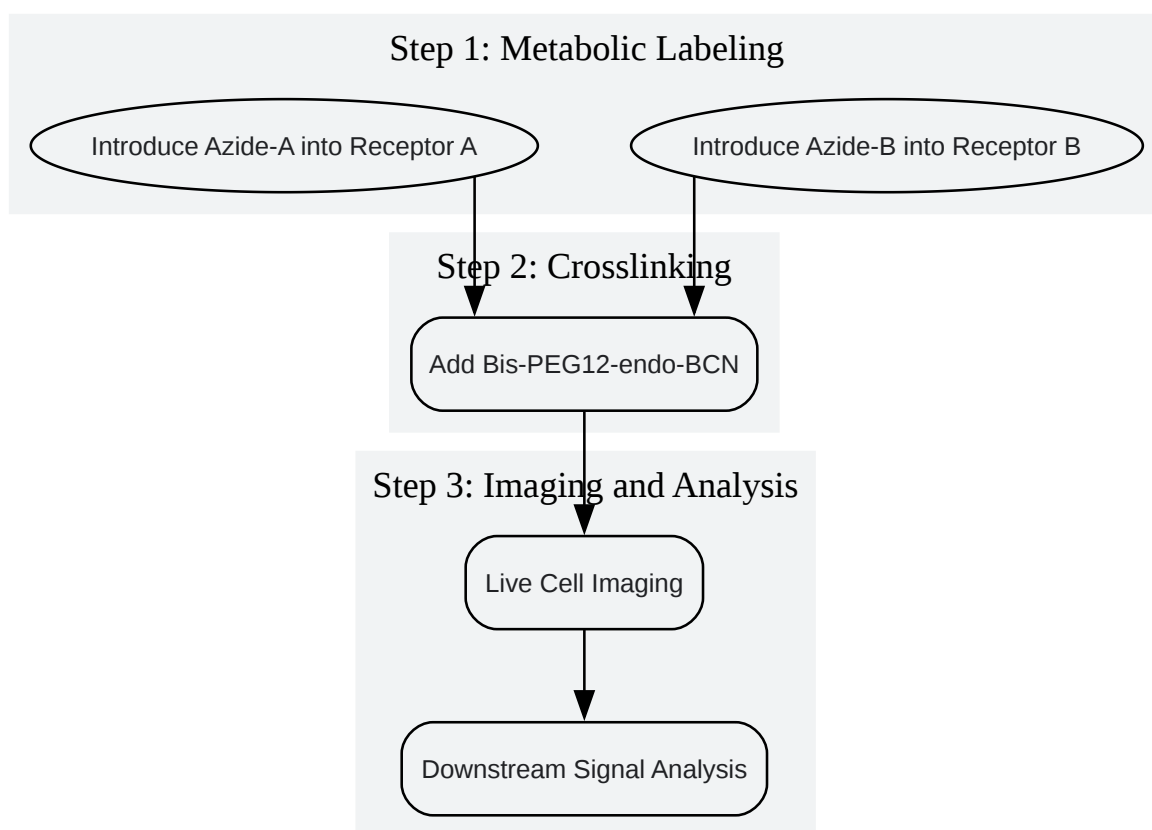 Step 1: Metabolic Labeling
Introduce Azide-A into Receptor A
Introduce Azide-B into Receptor B
Step 2: Crosslinking
Add Bis-PEG12-endo-BCN
Step 3: Imaging and Analysis
Live Cell Imaging
Downstream Signal Analysis